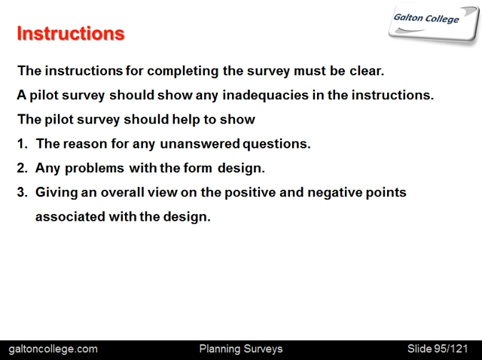 Galton College
Instructions
The instructions for completing the survey must be clear.
A pilot survey should show any inadequacies in the instructions.
The pilot survey should help to show
1. The reason for any unanswered questions.
2. Any problems with the form design.
3. Giving an overall view on the positive and negative points
associated with the design.
galtoncollege.com Planning Surveys Slide 95/121